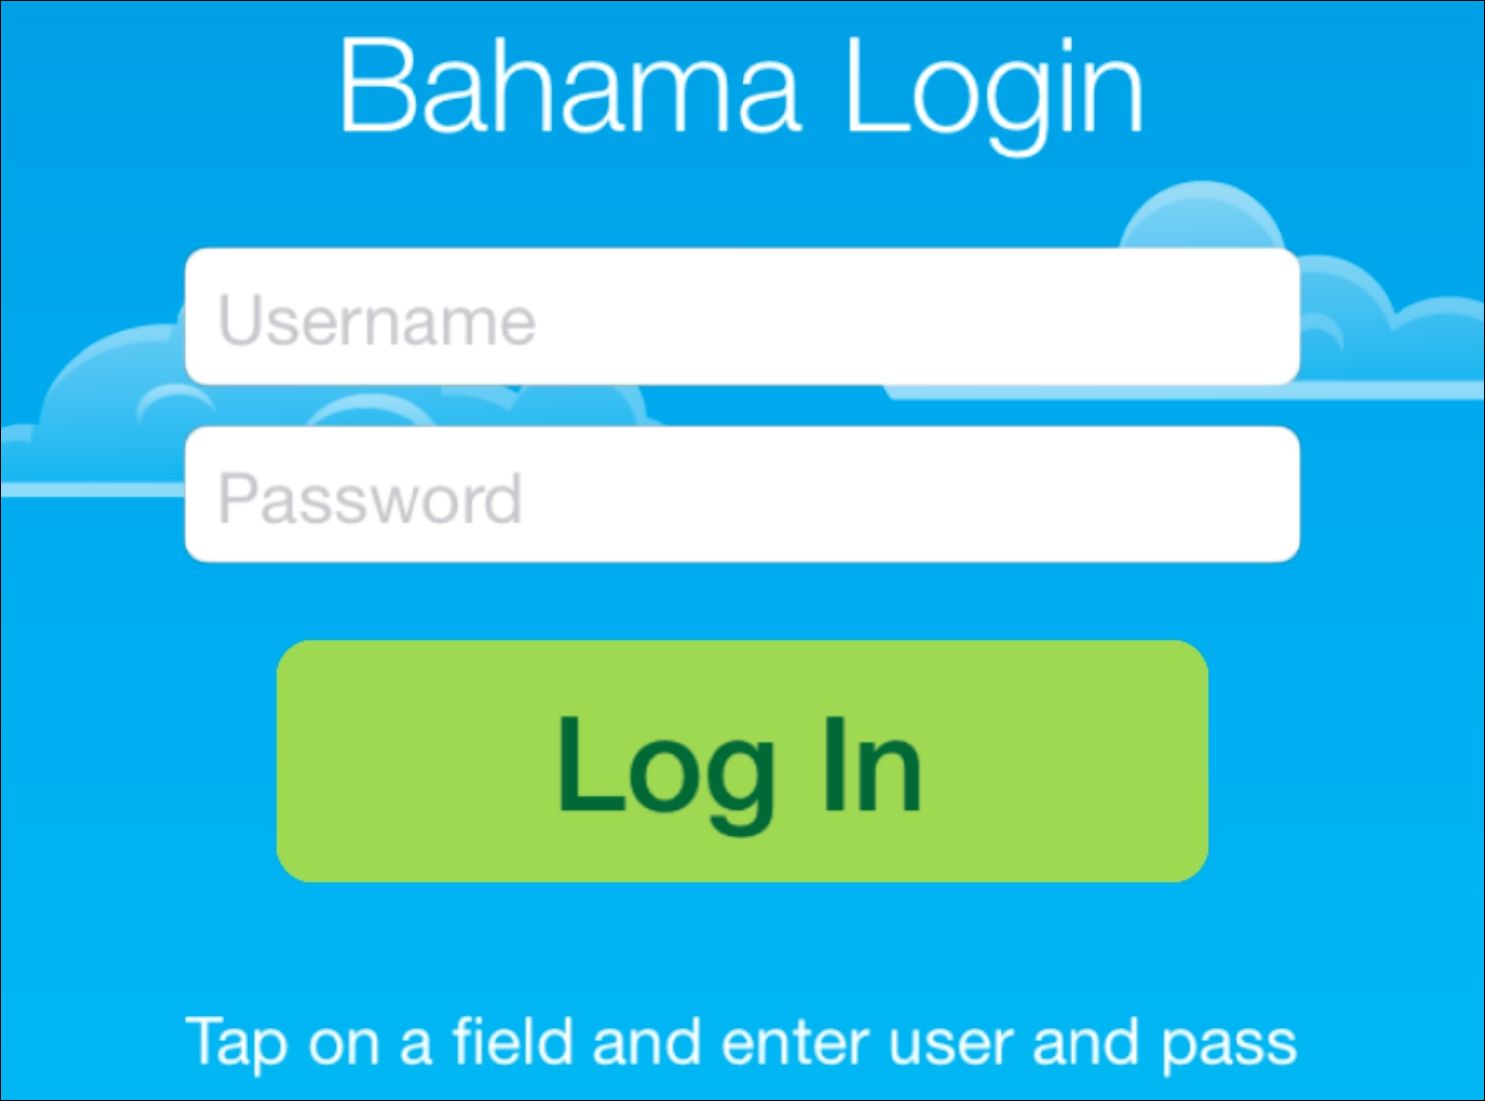 Bahama Login
Username
Password
Log In
Tap on a field and enter user and pass